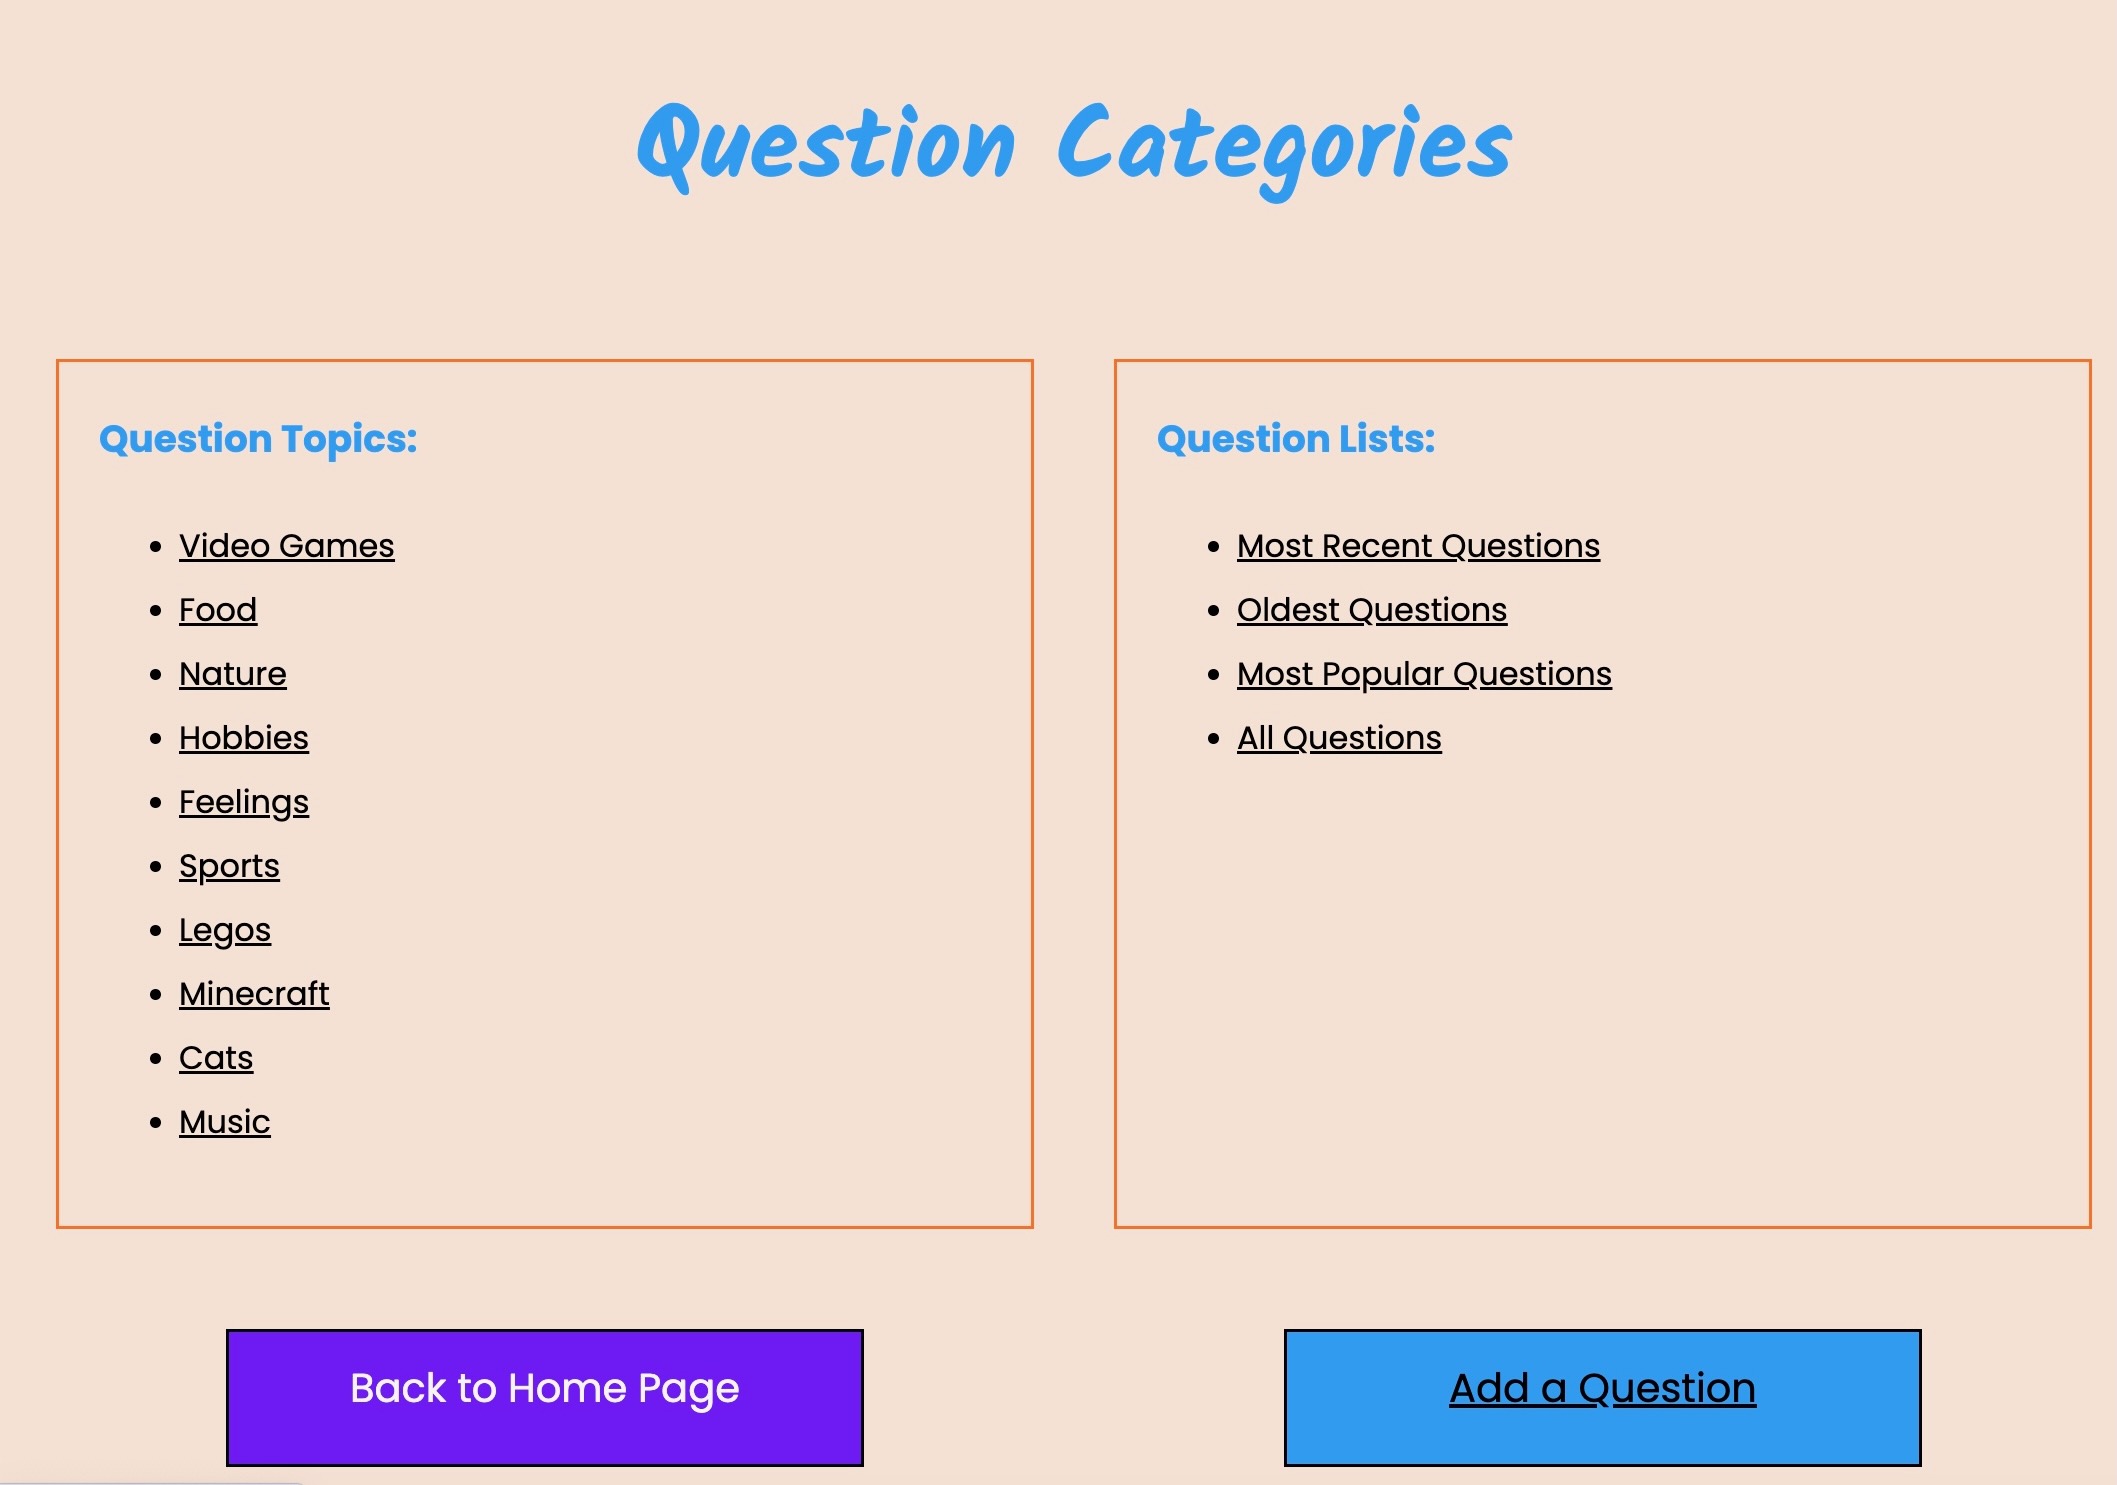 Question Categories
Question Topics:
Video Games
Food
Nature
Hobbies
Feelings
Sports
Legos
Minecraft
Cats
Music
Question Lists:
Most Recent Questions
Oldest Questions
Most Popular Questions
All Questions
Back to Home Page
Add a Question